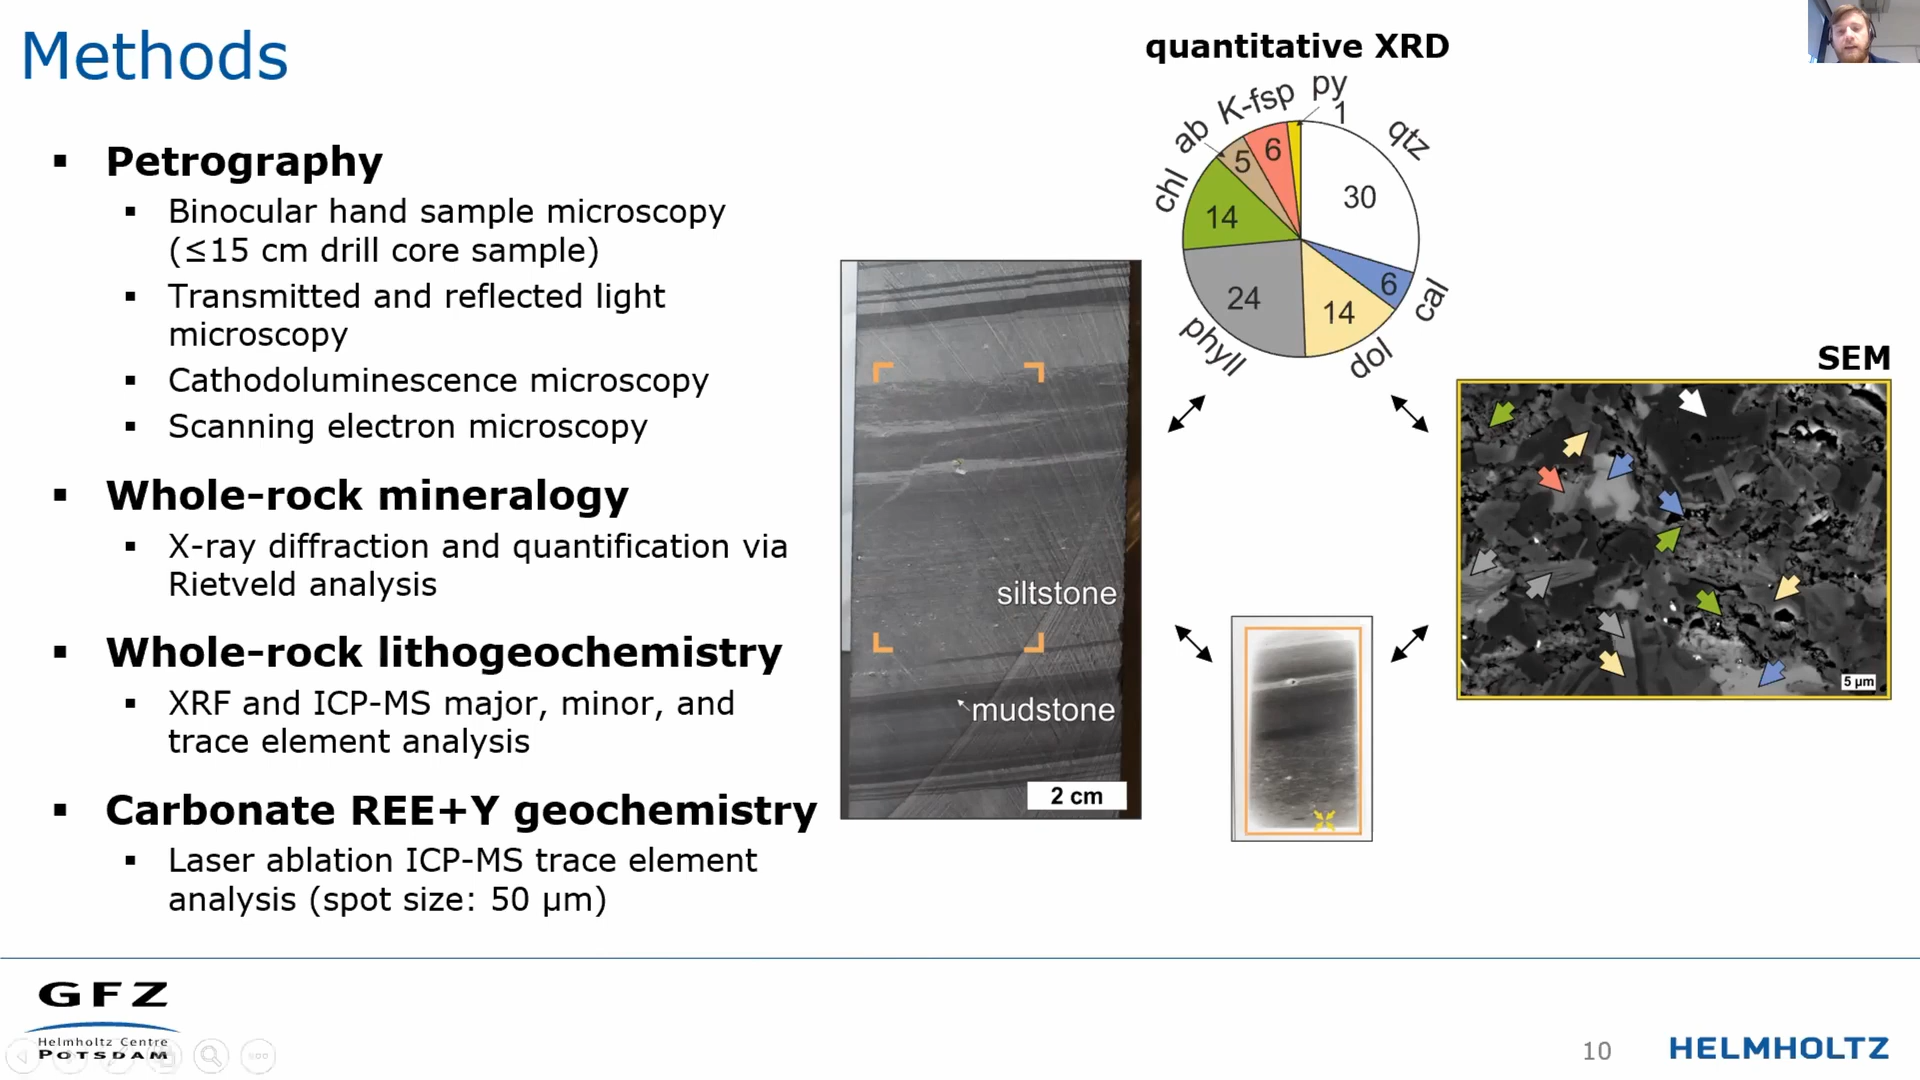 Methods
▪ Petrography
▪ Binocular hand sample microscopy
(≤15 cm drill core sample)
▪ Transmitted and reflected light
microscopy
▪ Cathodoluminescence microscopy
▪ Scanning electron microscopy
▪ Whole-rock mineralogy
▪ X-ray diffraction and quantification via
Rietveld analysis
▪ Whole-rock lithogeochemistry
▪ XRF and ICP-MS major, minor, and
trace element analysis
▪ Carbonate REE+Y geochemistry
▪ Laser ablation ICP-MS trace element
analysis (spot size: 50 µm)
siltstone
mudstone
2 cm
quantitative XRD
py
1
qtz
30
cal
6
dol
14
phyll
24
chl
14
ab
5
K-fsp
6
SEM
5 µm
GFZ
Helmholtz Centre
POTSDAM
10
HELMHOLTZ